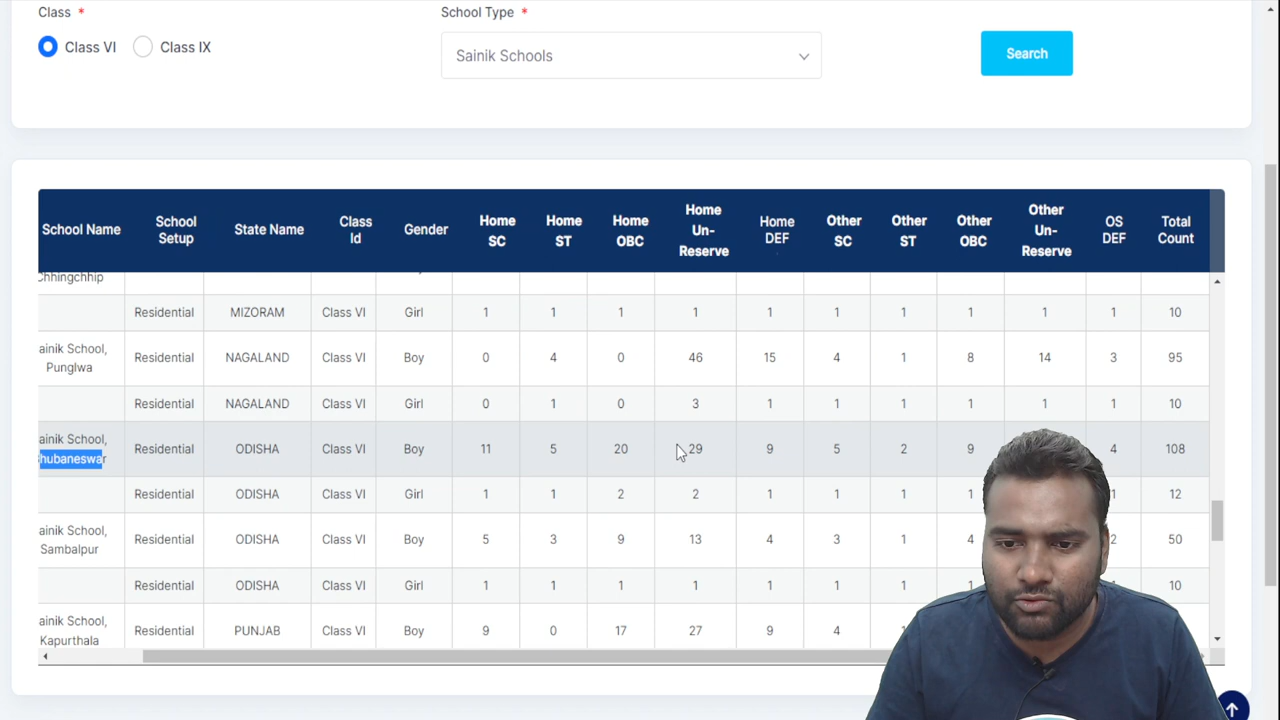 Class *
School Type *
Class VI
Class IX
Sainik Schools
Search
School Name
School Setup
State Name
Class Id
Gender
Home SC
Home ST
Home OBC
Home Un-Reserve
Home DEF
Other SC
Other ST
Other OBC
Other Un-Reserve
OS DEF
Total Count
Chhingchhip
Residential MIZORAM Class VI Girl 1 1 1 1 1 1 1 1 1 1 10
ainik School,
Punglwa
Residential NAGALAND Class VI Boy 0 4 0 46 15 4 1 8 14 3 95
Residential NAGALAND Class VI Girl 0 1 0 3 1 1 1 1 1 1 10
ainik School,
hubaneswar
Residential ODISHA Class VI Boy 11 5 20 29 9 5 2 9 4 108
Residential ODISHA Class VI Girl 1 1 2 2 1 1 1 1 1 12
ainik School,
Sambalpur
Residential ODISHA Class VI Boy 5 3 9 13 4 3 1 4 2 50
Residential ODISHA Class VI Girl 1 1 1 1 1 1 1 1 1 10
ainik School,
Kapurthala
Residential PUNJAB Class VI Boy 9 0 17 27 9 4